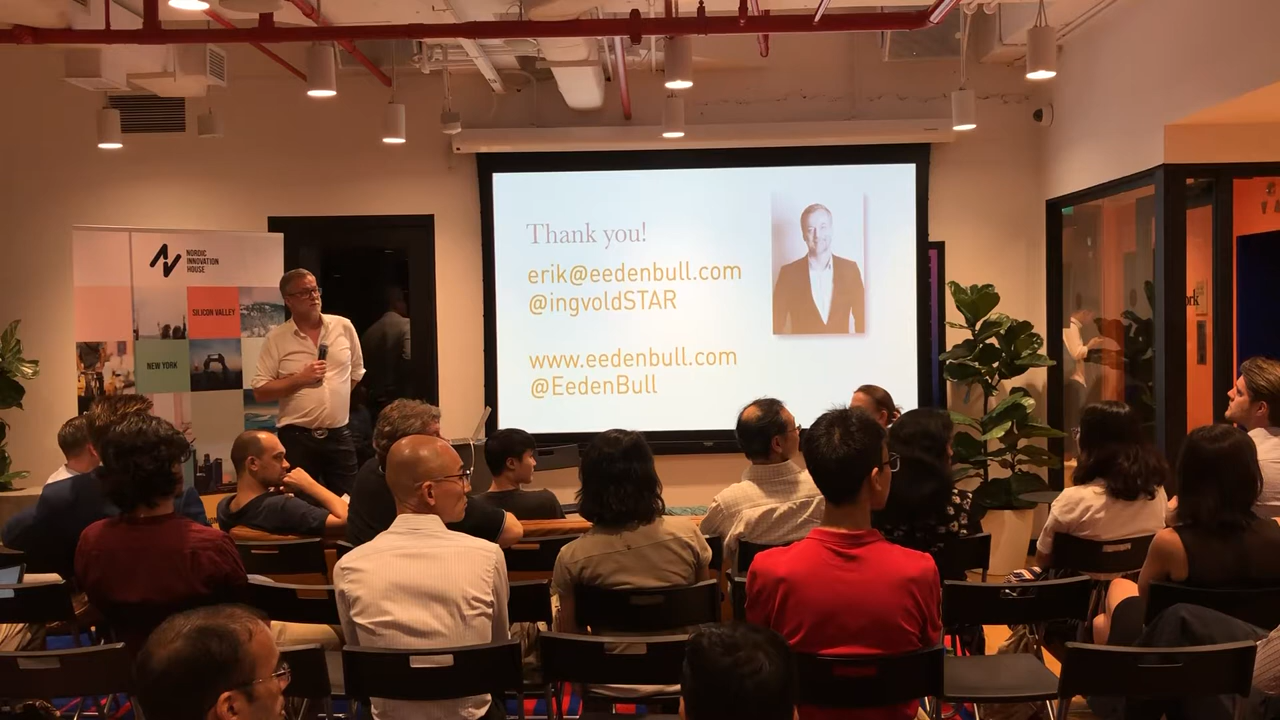 NORDIC
INNOVATION
HOUSE
SILICON VALLEY
NEW YORK
Thank you!
erik@eedenbull.com
@ingvoldSTAR
www.eedenbull.com
@EedenBull